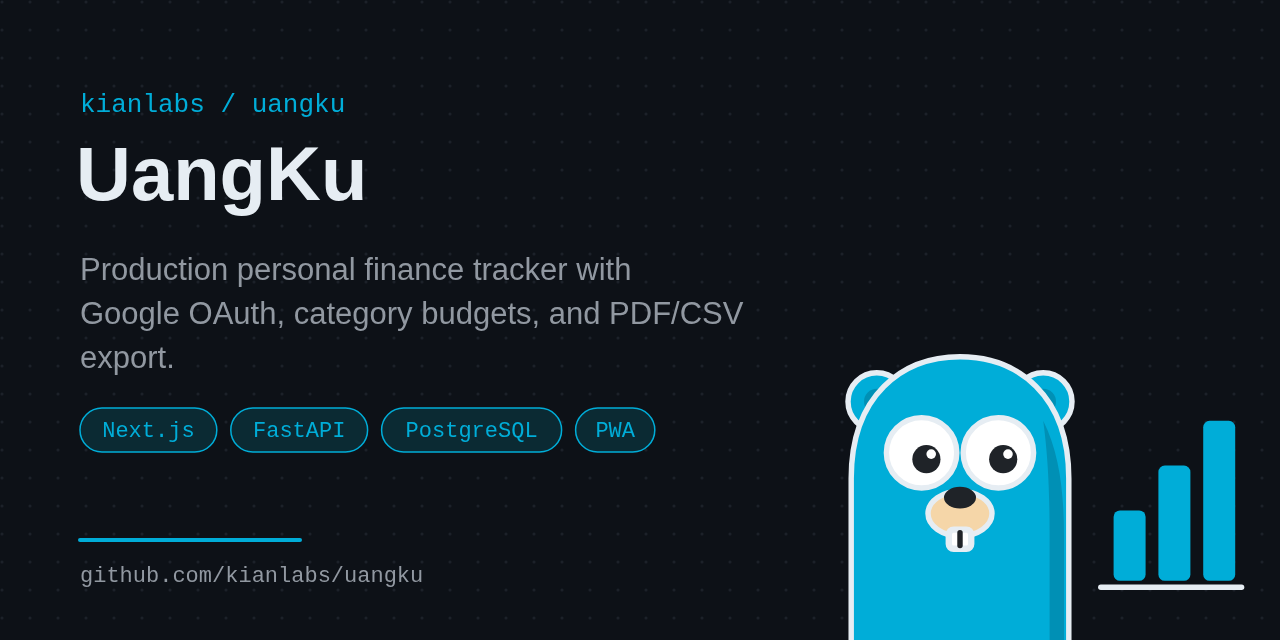 kianlabs / uangku
UangKu
Production personal finance tracker with
Google OAuth, category budgets, and PDF/CSV
export.
Next.js FastAPI PostgreSQL PWA
github.com/kianlabs/uangku